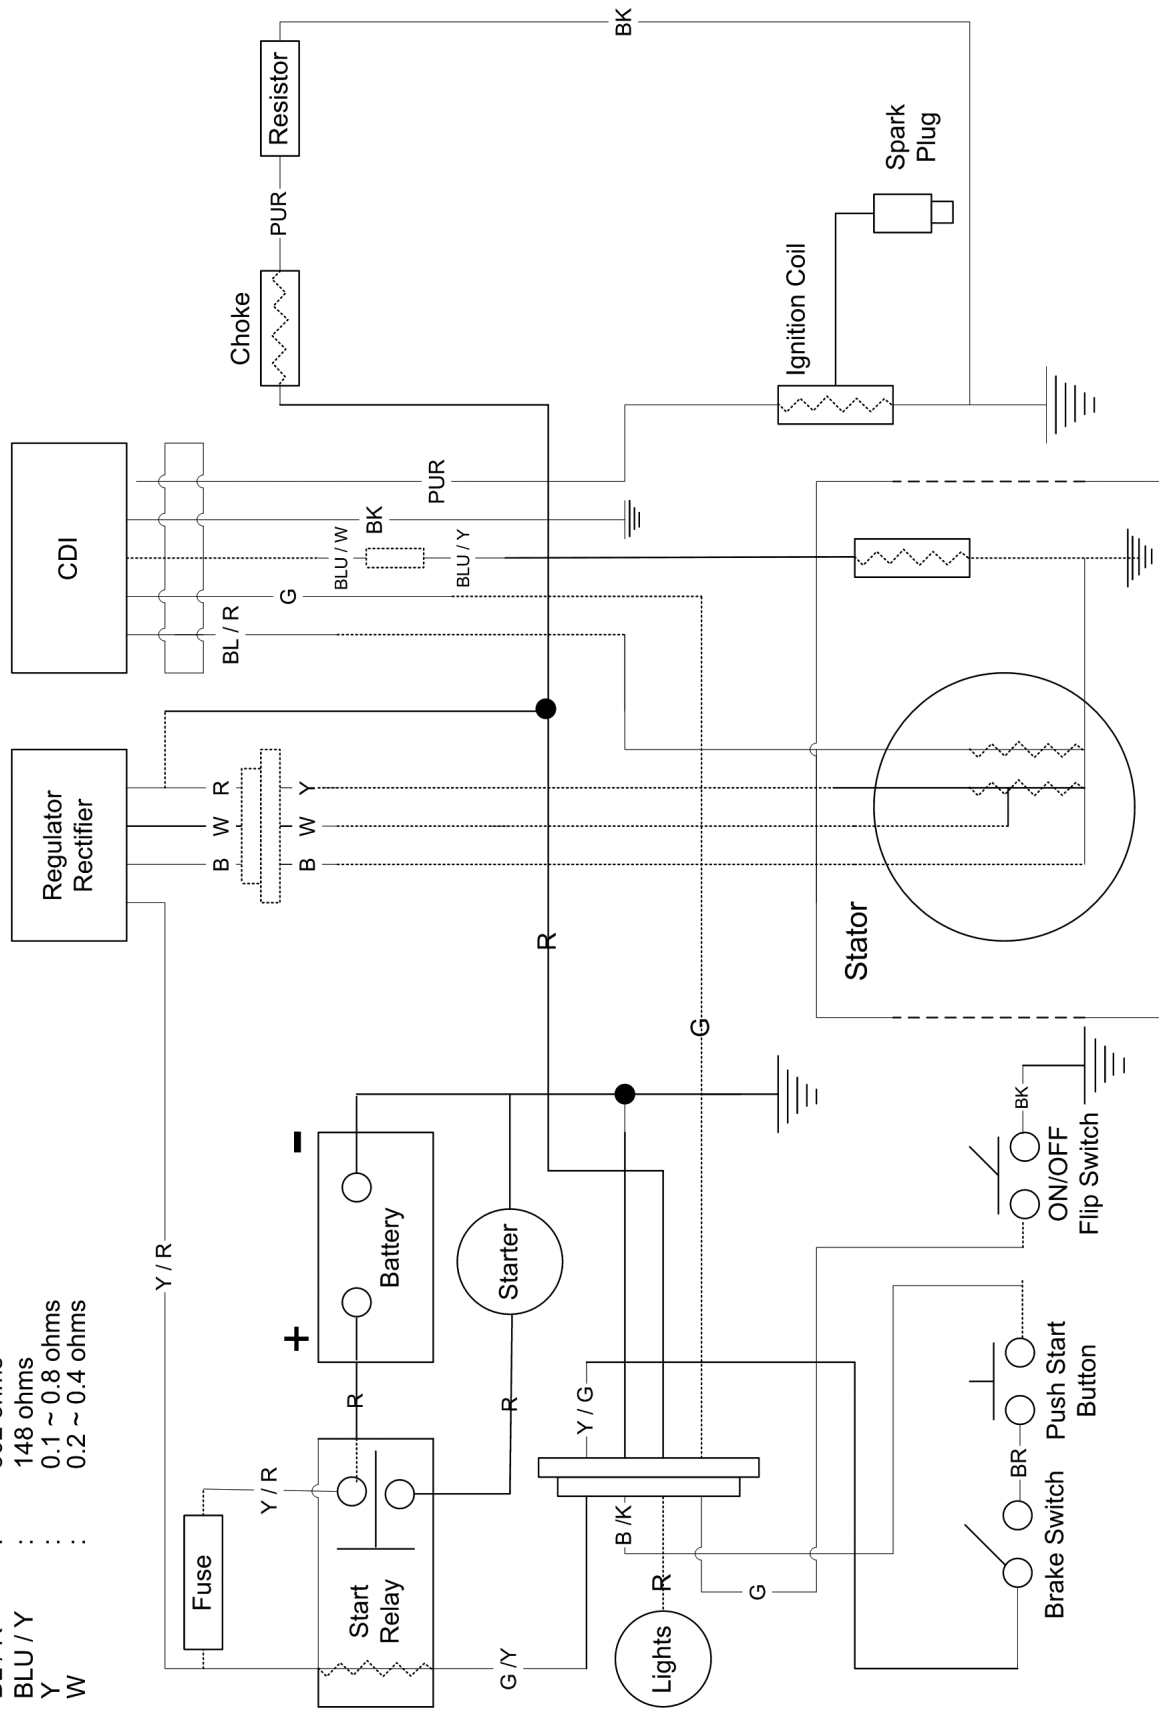 BLU / Y : 148 ohms
Y : 0.1 ~ 0.8 ohms
W : 0.2 ~ 0.4 ohms
Regulator
Rectifier
CDI
Y / R
Fuse
Y / R
B
W
R
B
W
Y
BL / R
G
BLU / W
BK
BLU / Y
PUR
Choke
PUR
Resistor
BK
Start
Relay
R
+
-
Battery
G /Y
R
Starter
R
Y / G
B /K
R
Lights
G
G
Ignition Coil
Spark
Plug
Stator
Brake Switch
BR
Push Start
Button
ON/OFF
Flip Switch
BK